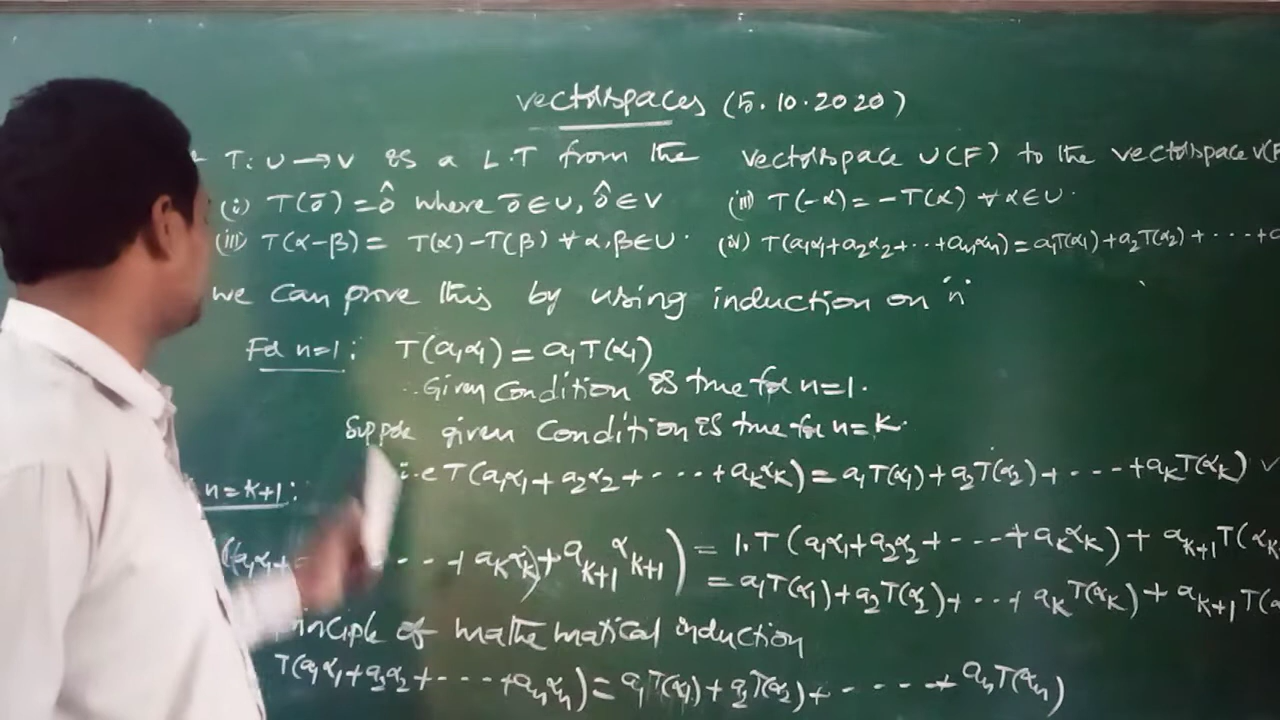 vectorspaces (5.10.2020)
T: U → V is a L.T from the vectorspace U(F) to the vectorspace V(F
(i) T(ō) = ô where ō ∈ U, ô ∈ V (ii) T(-α) = -T(α) ∀ α ∈ U.
(iii) T(α-β) = T(α) - T(β) ∀ α, β ∈ U. (iv) T(a₁α₁+a₂α₂+...+aₙαₙ) = a₁T(α₁)+a₂T(α₂)+....+a
we can prove this by using induction on 'n'
For n=1: T(a₁α₁) = a₁T(α₁)
∴ Given Condition is true for n=1.
Suppose given Condition is true for n=k.
i.e T(a₁α₁+a₂α₂+....+aₖαₖ) = a₁T(α₁)+a₂T(α₂)+....+aₖT(αₖ)
n=k+1:
(a₁α₁+ ...+aₖαₖ)+aₖ₊₁αₖ₊₁) = 1.T(a₁α₁+a₂α₂+....+aₖαₖ)+aₖ₊₁T(αₖ
= a₁T(α₁)+a₂T(α₂)+...+aₖT(αₖ)+aₖ₊₁T(α
principle of mathematical induction
T(a₁α₁+a₂α₂+....+aₙαₙ) = a₁T(α₁)+a₂T(α₂)+.....+aₙT(αₙ)